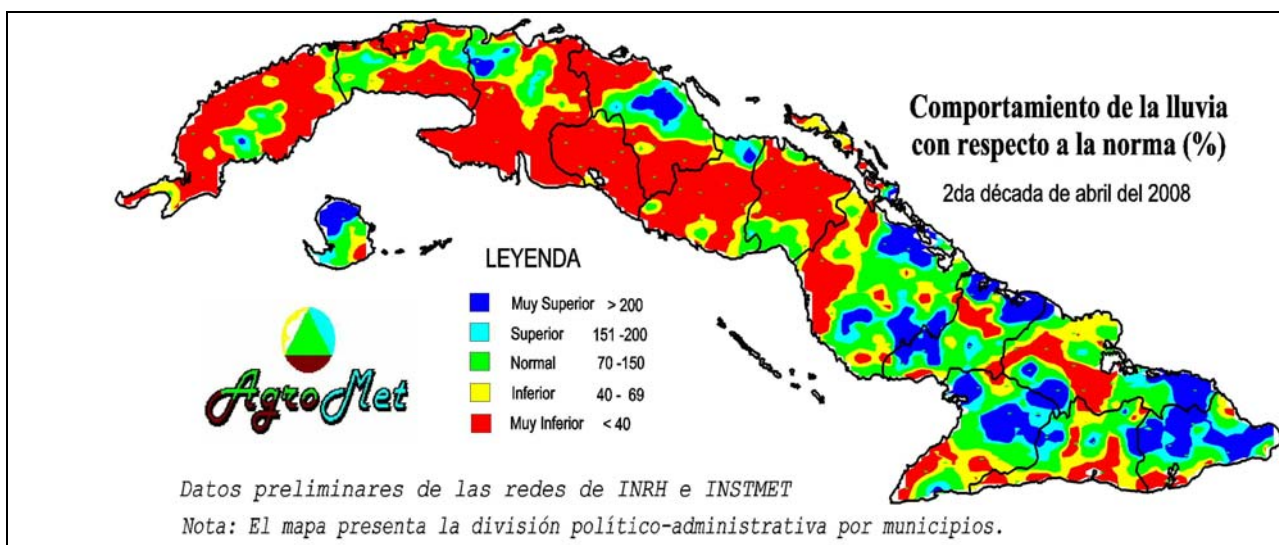 Comportamiento de la lluvia
con respecto a la norma (%)
2da década de abril del 2008
LEYENDA
Muy Superior > 200
Superior 151 -200
Normal 70 -150
Inferior 40 - 69
Muy Inferior < 40
AgroMet
Datos preliminares de las redes de INRH e INSTMET
Nota: El mapa presenta la división político-administrativa por municipios.